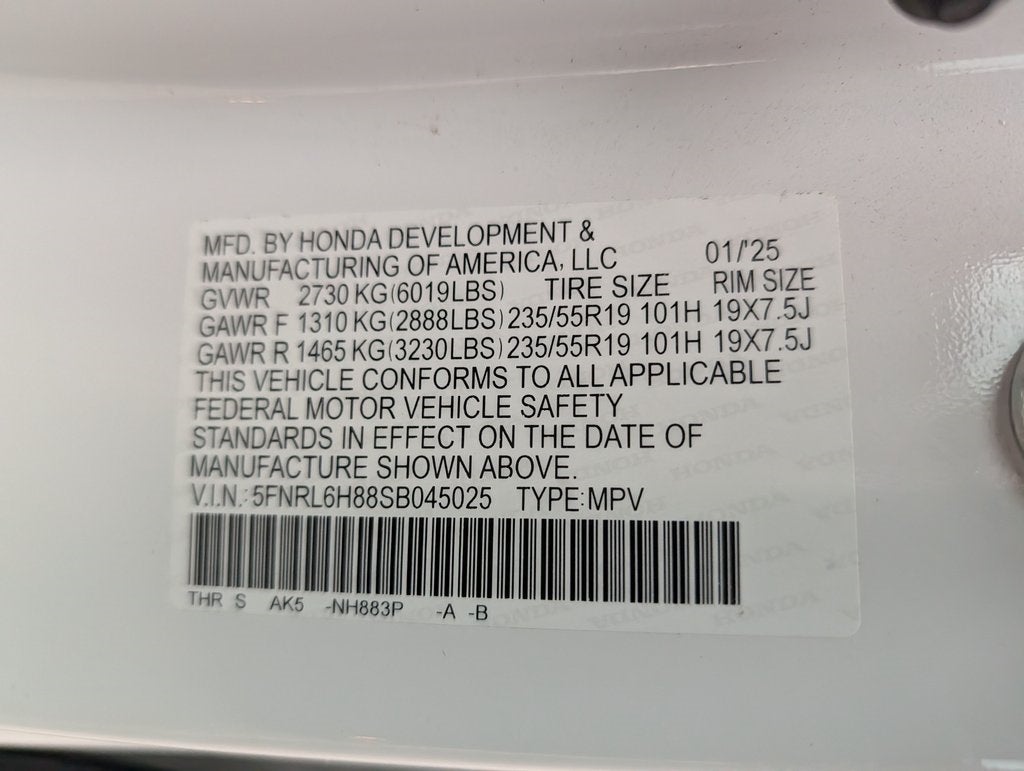 MFD. BY HONDA DEVELOPMENT &
MANUFACTURING OF AMERICA, LLC 01/'25
GVWR 2730 KG(6019LBS) TIRE SIZE RIM SIZE
GAWR F 1310 KG(2888LBS) 235/55R19 101H 19X7.5J
GAWR R 1465 KG(3230LBS) 235/55R19 101H 19X7.5J
THIS VEHICLE CONFORMS TO ALL APPLICABLE
FEDERAL MOTOR VEHICLE SAFETY
STANDARDS IN EFFECT ON THE DATE OF
MANUFACTURE SHOWN ABOVE.
V.I.N.: 5FNRL6H88SB045025 TYPE:MPV
THR S AK5 -NH883P -A -B